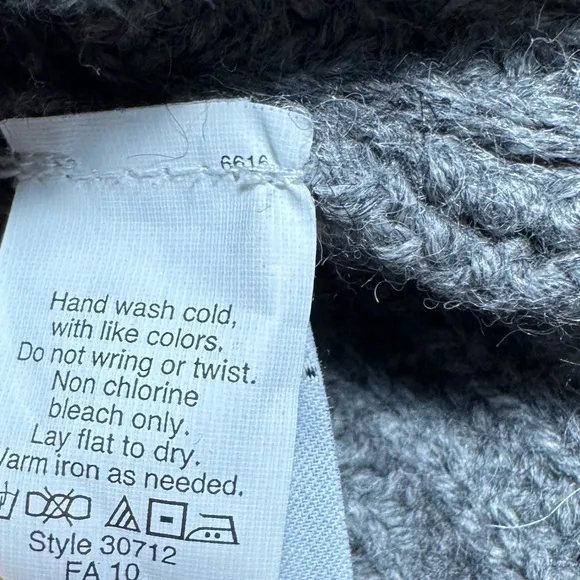 6616
Hand wash cold,
with like colors.
Do not wring or twist.
Non chlorine
bleach only.
Lay flat to dry.
Warm iron as needed.
Style 30712
FA 10